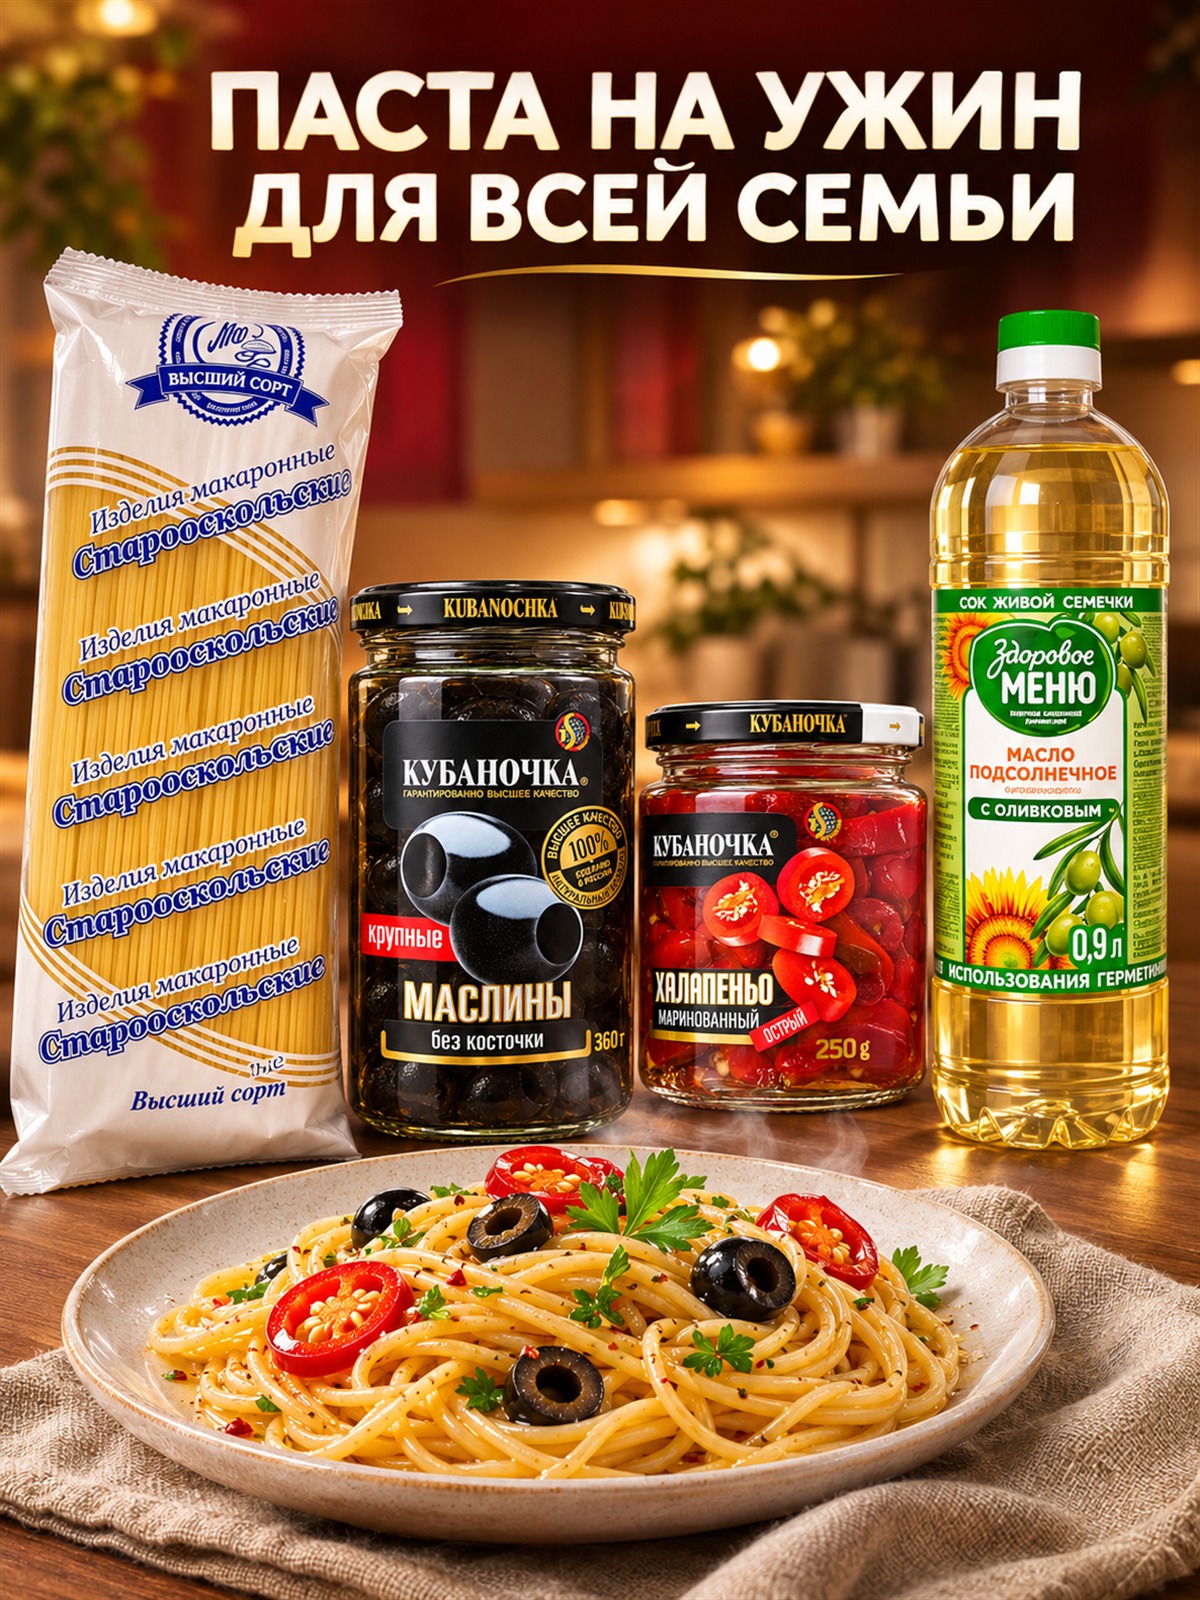 ПАСТА НА УЖИН
ДЛЯ ВСЕЙ СЕМЬИ
ВЫСШИЙ СОРТ
Изделия макаронные
Старооскольские
Изделия макаронные
Старооскольские
Изделия макаронные
Старооскольские
Изделия макаронные
Старооскольские
Изделия макаронные
Старооскольские
Высший сорт
KUBANOCHKA
КУБАНОЧКА
ГАРАНТИРОВАННО ВЫСШЕЕ КАЧЕСТВО
100%
крупные
МАСЛИНЫ
без косточки
360 г
КУБАНОЧКА
КУБАНОЧКА®
ГАРАНТИРОВАННО ВЫСШЕЕ КАЧЕСТВО
ХАЛАПЕНЬО
МАРИНОВАННЫЙ
ОСТРЫЙ
250 g
СОК ЖИВОЙ СЕМЕЧКИ
Здоровое
МЕНЮ
МАСЛО
ПОДСОЛНЕЧНОЕ
С ОЛИВКОВЫМ
0,9 л
ИСПОЛЬЗОВАНИЯ